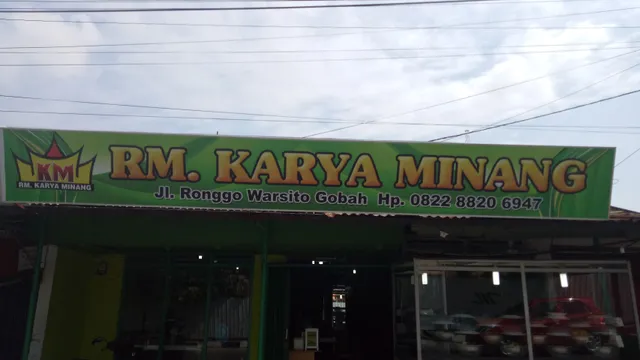 KM
RM. KARYA MINANG
RM. KARYA MINANG
Jl. Ronggo Warsito Gobah Hp. 0822 8820 6947